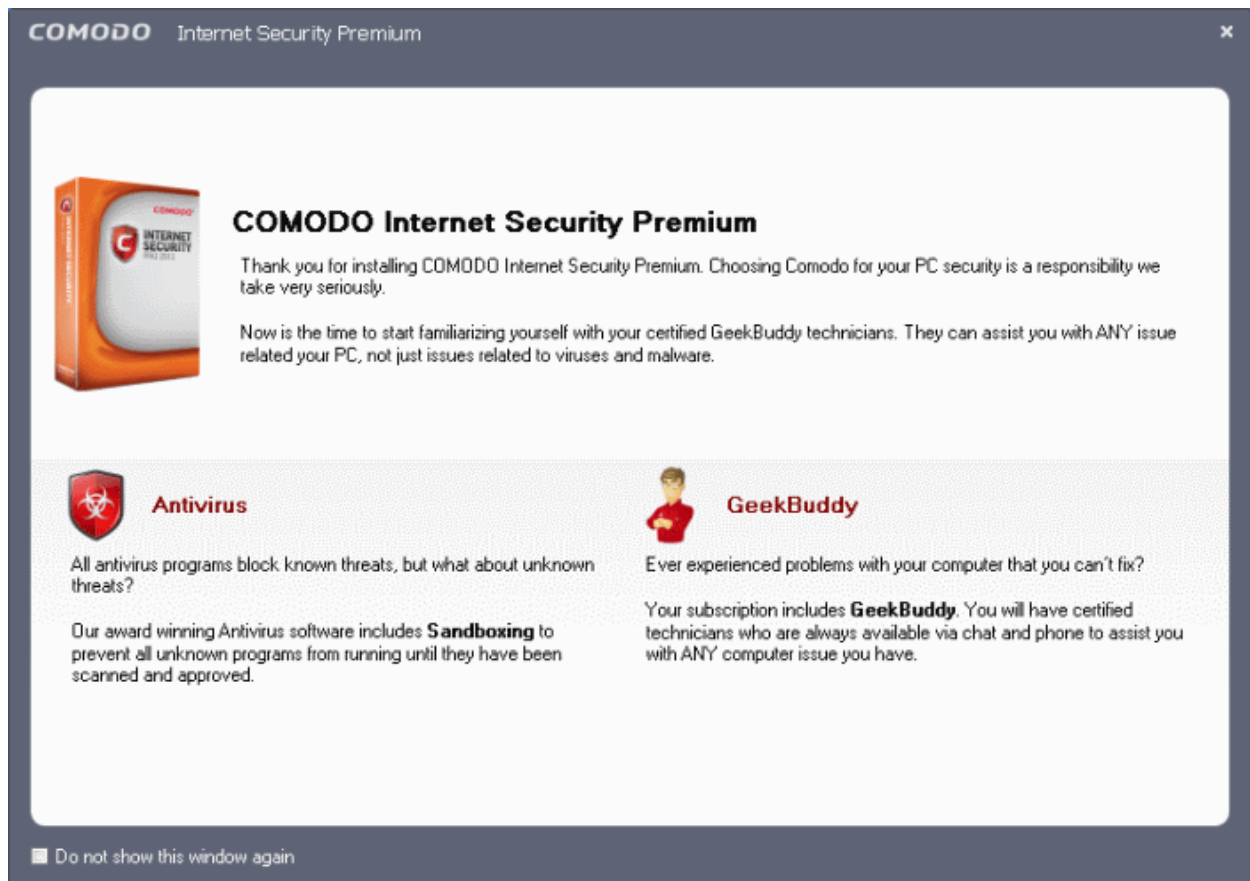 COMODO Internet Security Premium
COMODO
INTERNET
SECURITY
COMODO Internet Security Premium
Thank you for installing COMODO Internet Security Premium. Choosing Comodo for your PC security is a responsibility we
take very seriously.
Now is the time to start familiarizing yourself with your certified GeekBuddy technicians. They can assist you with ANY issue
related your PC, not just issues related to viruses and malware.
Antivirus
All antivirus programs block known threats, but what about unknown
threats?
Our award winning Antivirus software includes Sandboxing to
prevent all unknown programs from running until they have been
scanned and approved.
GeekBuddy
Ever experienced problems with your computer that you can't fix?
Your subscription includes GeekBuddy. You will have certified
technicians who are always available via chat and phone to assist you
with ANY computer issue you have.
Do not show this window again